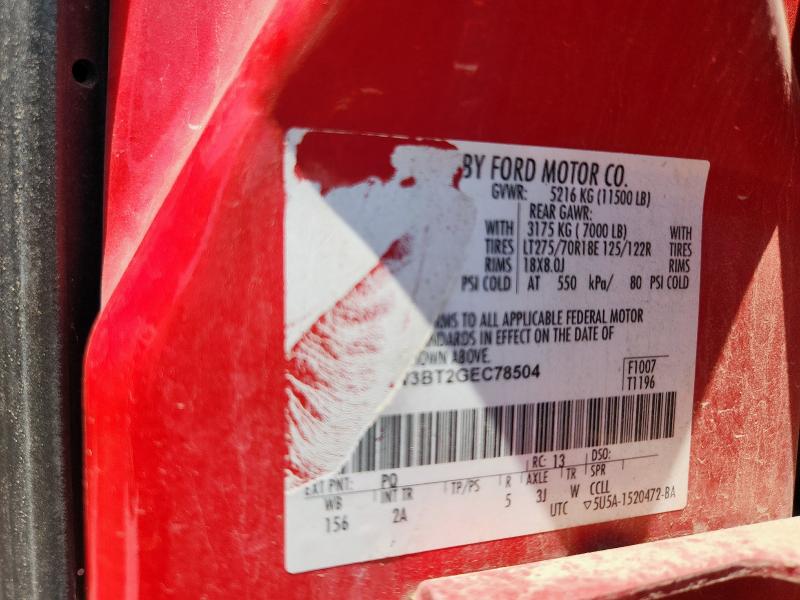 BY FORD MOTOR CO.
GVWR: 5216 KG (11500 LB)
REAR GAWR:
WITH 3175 KG ( 7000 LB) WITH
TIRES LT275/70R18E 125/122R TIRES
RIMS 18X8.0J RIMS
PSI COLD AT 550 kPa/ 80 PSI COLD
RMS TO ALL APPLICABLE FEDERAL MOTOR
NDARDS IN EFFECT ON THE DATE OF
OWN ABOVE.
3BT2GEC78504
F1007
T1196
RC: 13 DSO:
EXT PNT: PQ
WB INT TR TP/PS R AXLE TR SPR
156 2A 5 3J W CCLL
UTC ▽5U5A-1520472-BA